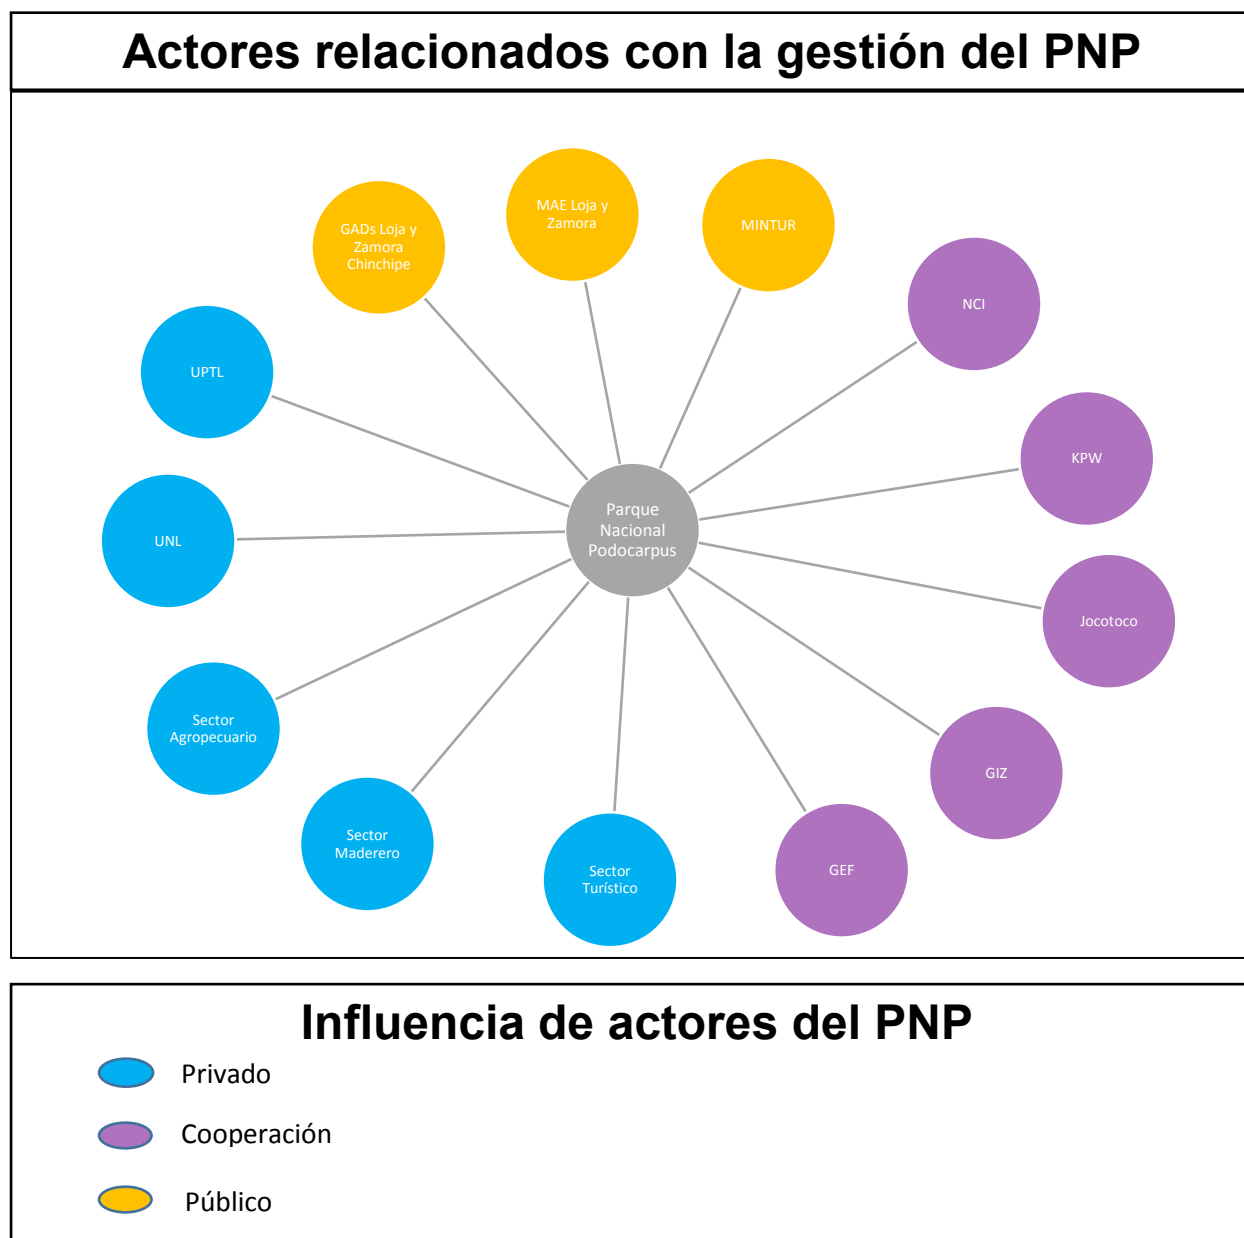 Actores relacionados con la gestión del PNP
MAE Loja y
Zamora
MINTUR
GADs Loja y
Zamora
Chinchipe
NCI
UPTL
KPW
Parque
Nacional
Podocarpus
UNL
Jocotoco
Sector
Agropecuario
GIZ
Sector
Maderero
GEF
Sector
Turístico
Influencia de actores del PNP
Privado
Cooperación
Público